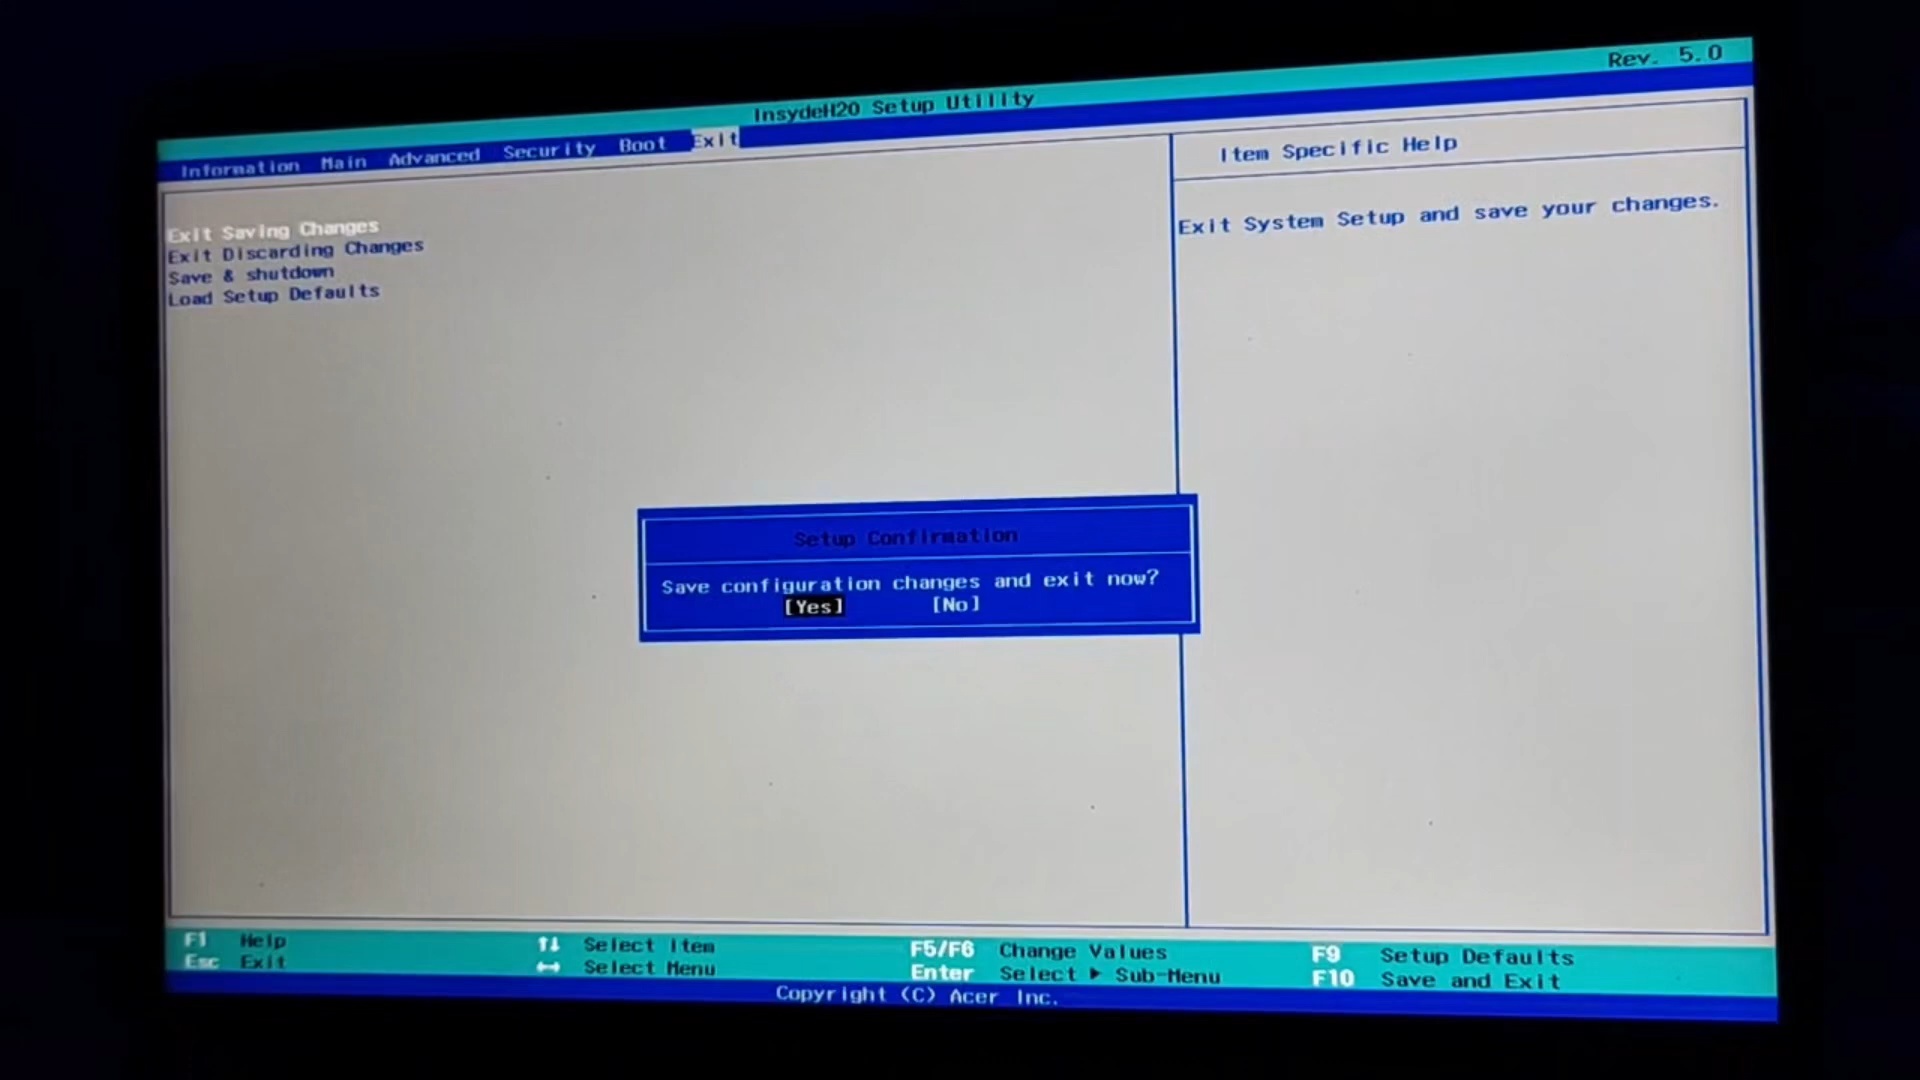 InsydeH20 Setup Utility
Rev. 5.0
Information Main Advanced Security Boot Exit
Exit Saving Changes
Exit Discarding Changes
Save & shutdown
Load Setup Defaults
Item Specific Help
Exit System Setup and save your changes.
Setup Confirmation
Save configuration changes and exit now?
[Yes] [No]
F1 Help ↑↓ Select Item F5/F6 Change Values F9 Setup Defaults
Esc Exit ↔ Select Menu Enter Select ▶ Sub-Menu F10 Save and Exit
Copyright (C) Acer Inc.